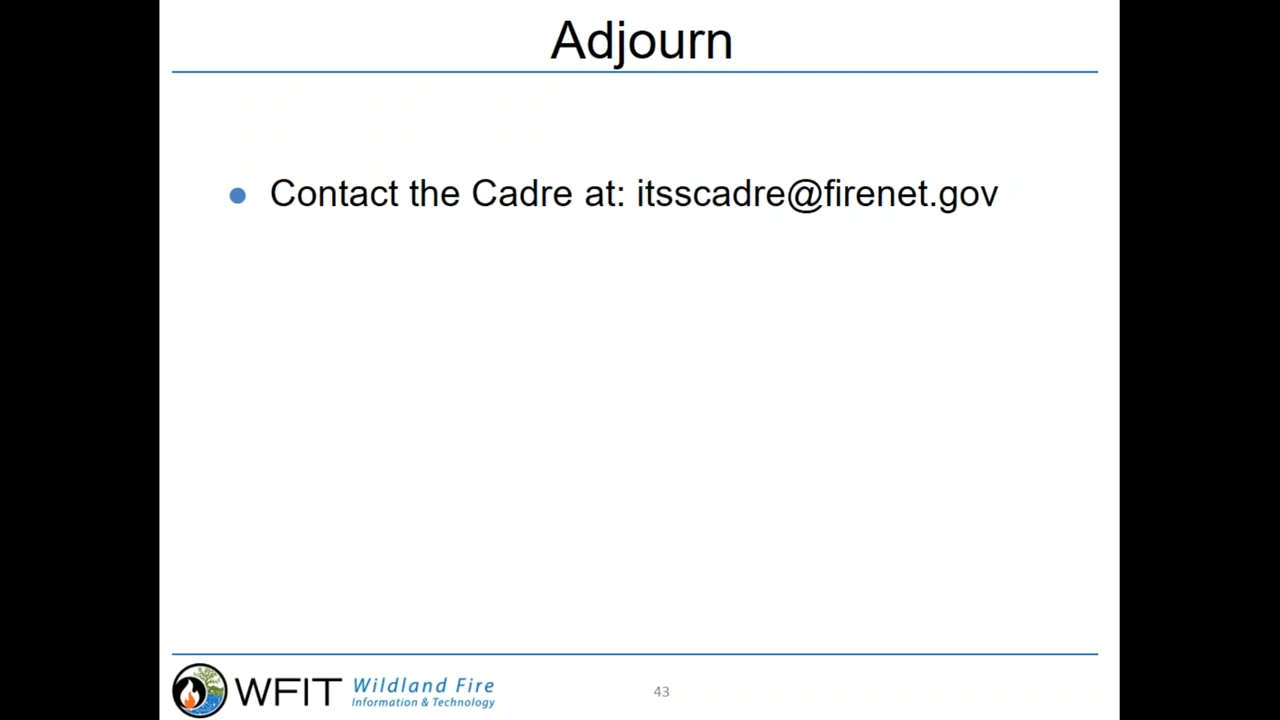 Adjourn
Contact the Cadre at: itsscadre@firenet.gov
WFIT Wildland Fire
Information & Technology
43